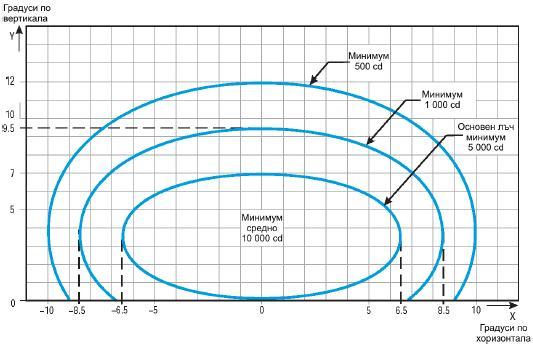 Градуси по
вертикала
Y
Минимум
500 cd
12
Минимум
1 000 cd
10
9.5
Основен лъч
минимум
5 000 cd
7
5
Минимум
средно
10 000 cd
0
−10 −8.5 −6.5 −5 0 5 6.5 8.5 10
X
Градуси по
хоризонтала